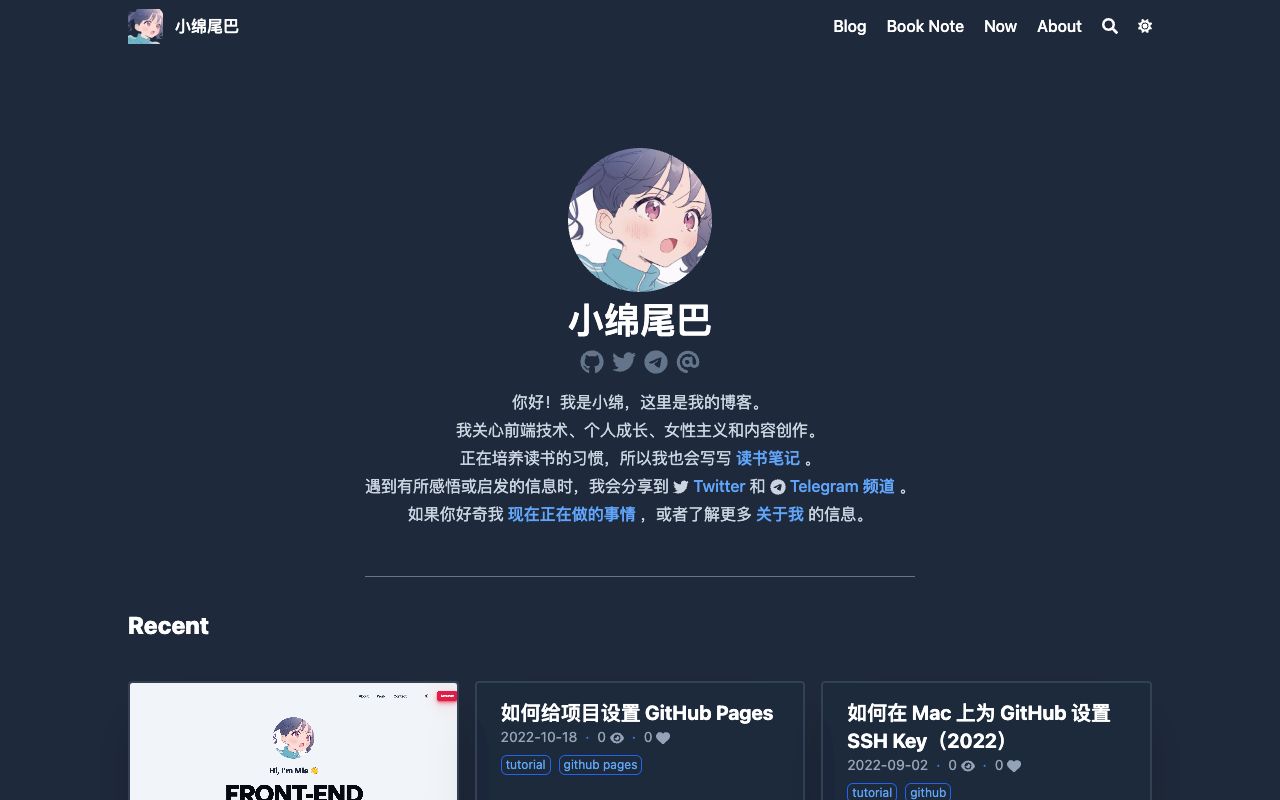 小绵尾巴
Blog
Book Note
Now
About
小绵尾巴
你好！我是小绵，这里是我的博客。
我关心前端技术、个人成长、女性主义和内容创作。
正在培养读书的习惯，所以我也会写写 读书笔记 。
遇到有所感悟或启发的信息时，我会分享到 Twitter 和 Telegram 频道 。
如果你好奇我 现在正在做的事情 ，或者了解更多 关于我 的信息。
Recent
About
Contact
Hi, I'm Mia 👋
FRONT-END
如何给项目设置 GitHub Pages
2022-10-18 · 0 · 0
tutorial
github pages
如何在 Mac 上为 GitHub 设置
SSH Key（2022）
2022-09-02 · 0 · 0
tutorial
github